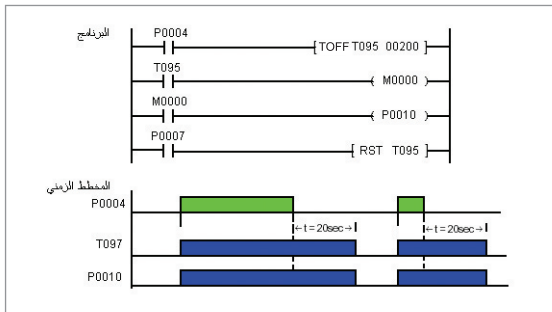 البرنامج
P0004
[ TOFF T095 00200 ]
T095
( M0000 )
M0000
( P0010 )
P0007
[ RST T095 ]
المخطط الزمني
P0004
t = 20sec t = 20sec
T097
P0010